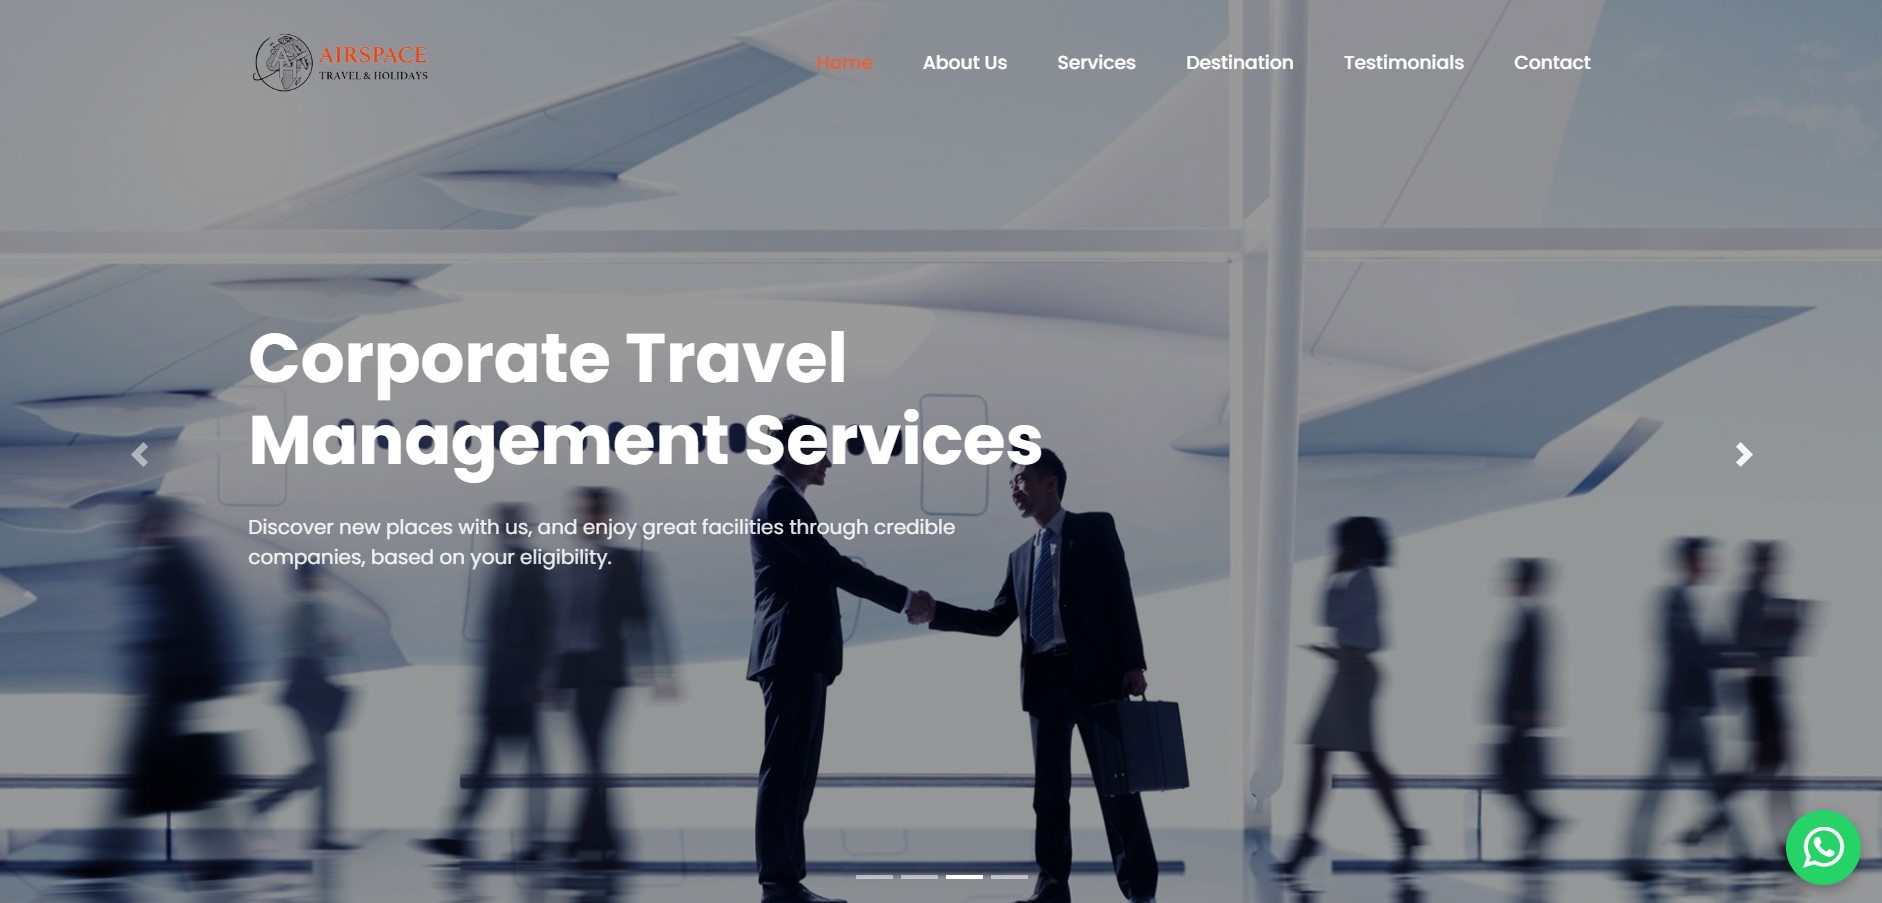 AIRSPACE
TRAVEL & HOLIDAYS
Home
About Us
Services
Destination
Testimonials
Contact
Corporate Travel
Management Services
Discover new places with us, and enjoy great facilities through credible
companies, based on your eligibility.